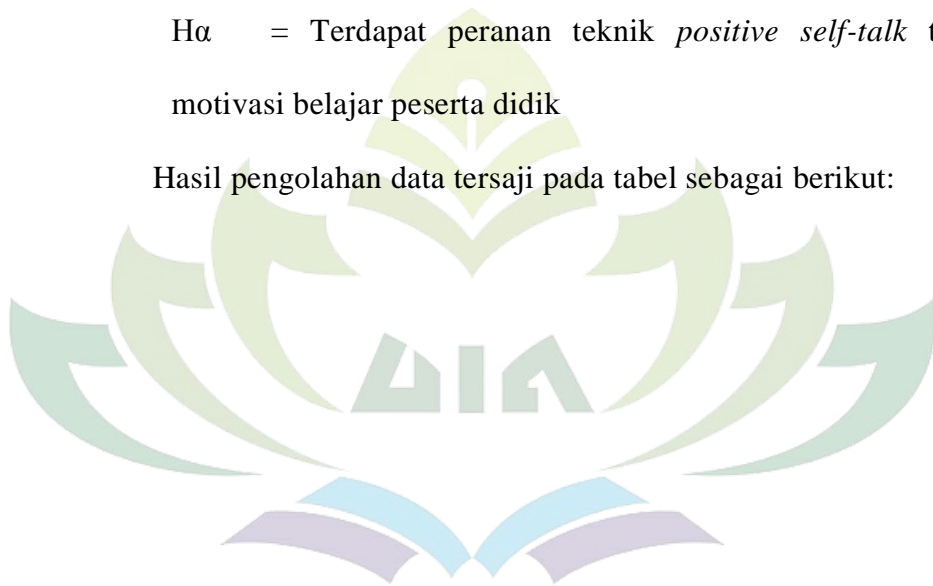 Hα = Terdapat peranan teknik positive self-talk
motivasi belajar peserta didik
Hasil pengolahan data tersaji pada tabel sebagai berikut:
UIN